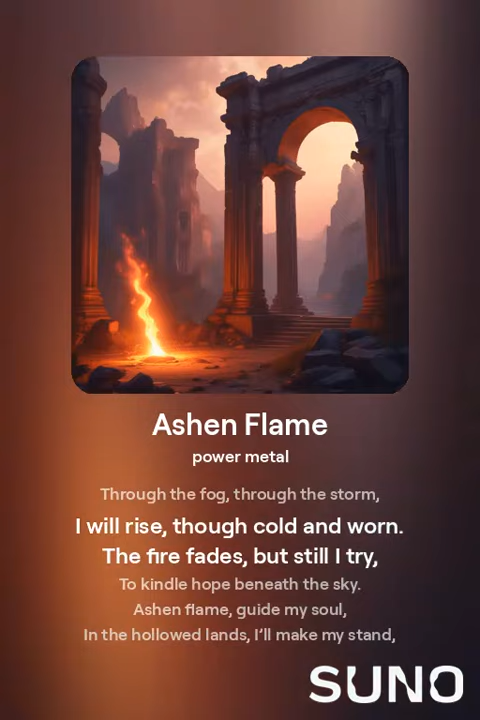 Ashen Flame
power metal
Through the fog, through the storm,
I will rise, though cold and worn.
The fire fades, but still I try,
To kindle hope beneath the sky.
Ashen flame, guide my soul,
In the hollowed lands, I’ll make my stand,
SUNO